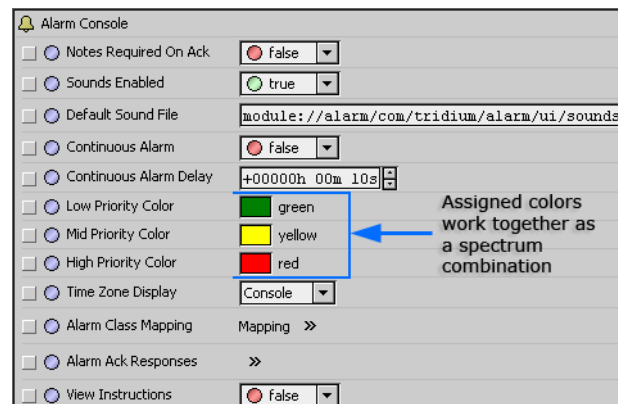 Alarm Console
Notes Required On Ack false
Sounds Enabled true
Default Sound File module://alarm/com/tridium/alarm/ui/sounds
Continuous Alarm false
Continuous Alarm Delay +00000h 00m 10s
Low Priority Color green
Mid Priority Color yellow
High Priority Color red
Assigned colors
work together as
a spectrum
combination
Time Zone Display Console
Alarm Class Mapping Mapping »
Alarm Ack Responses »
View Instructions false